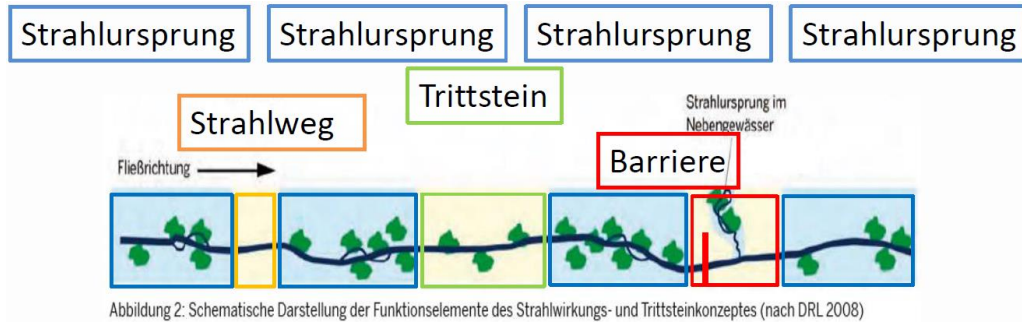 Strahlursprung Strahlursprung Strahlursprung Strahlursprung
Trittstein
Strahlweg
Strahlursprung im
Nebengewässer
Barriere
Fließrichtung
Abbildung 2: Schematische Darstellung der Funktionselemente des Strahlwirkungs- und Trittsteinkonzeptes (nach DRL 2008)